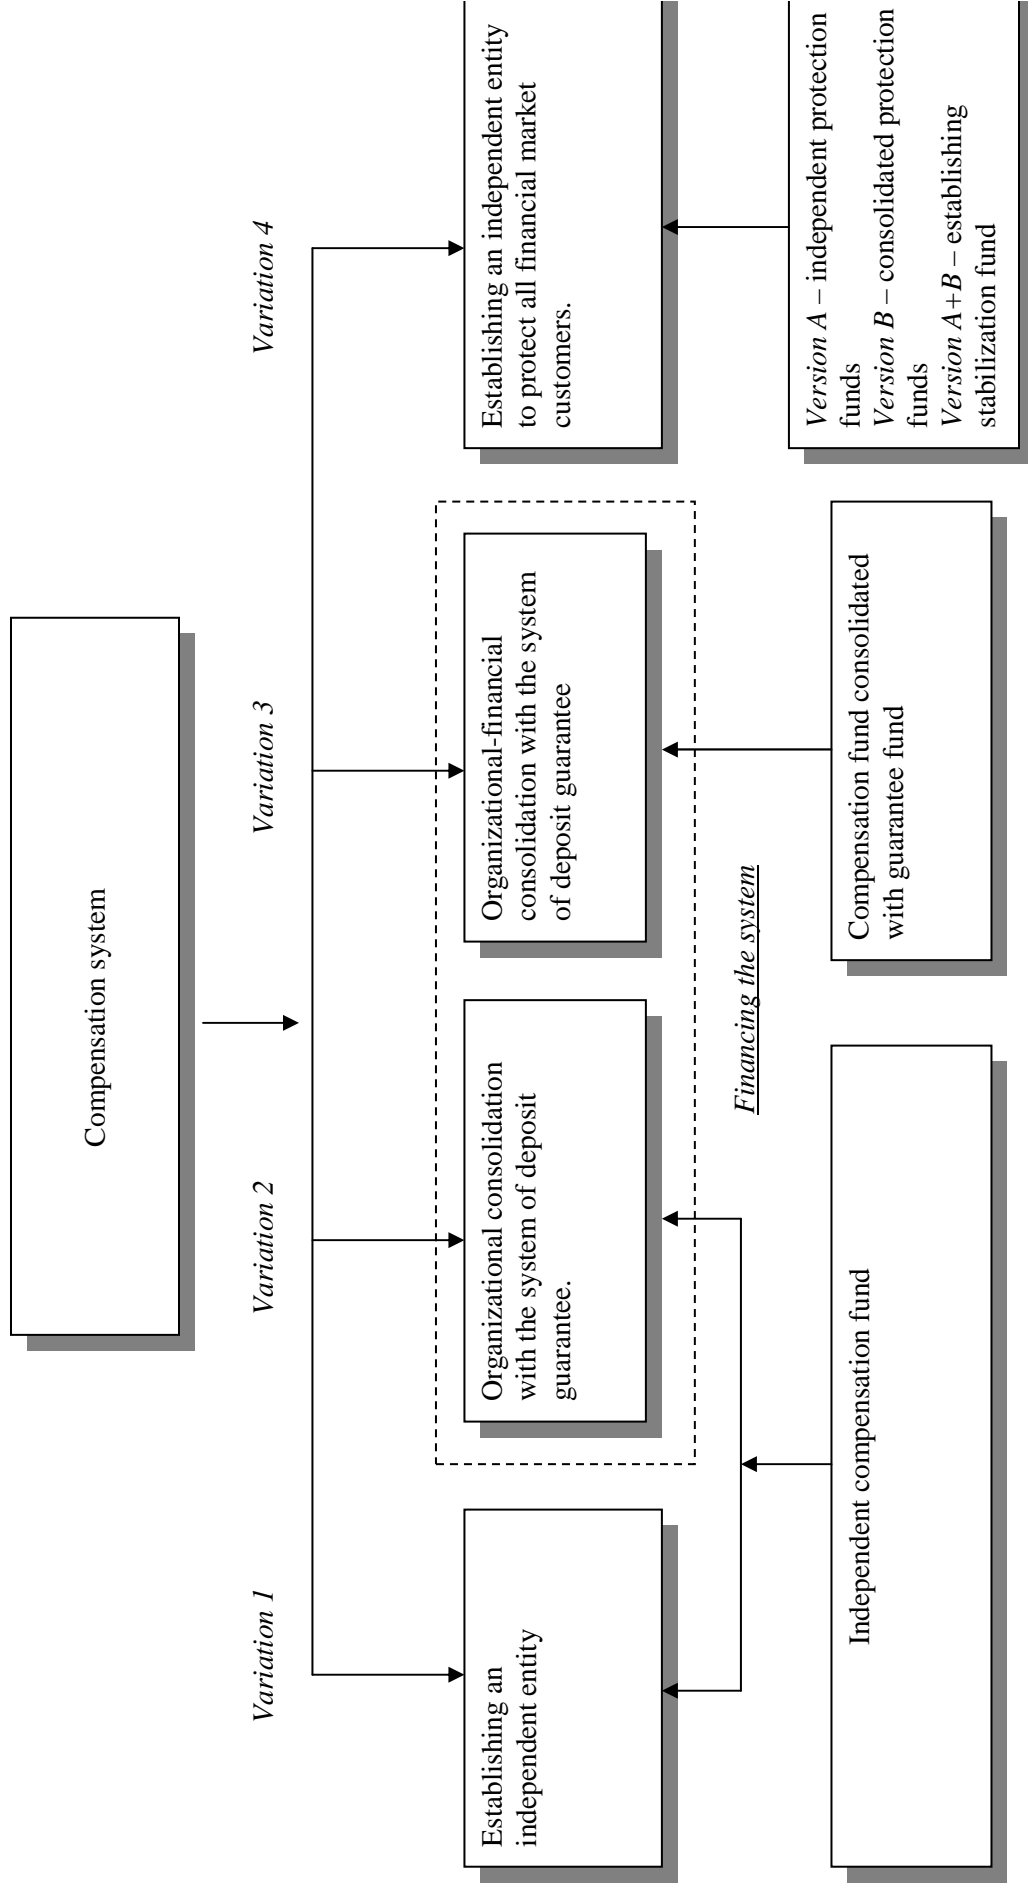 Compensation system
Variation 1
Variation 2
Variation 3
Variation 4
Establishing an
independent entity
Organizational consolidation
with the system of deposit
guarantee.
Organizational-financial
consolidation with the system
of deposit guarantee
Establishing an independent entity
to protect all financial market
customers.
Financing the system
Independent compensation fund
Compensation fund consolidated
with guarantee fund
Version A – independent protection
funds
Version B – consolidated protection
funds
Version A+B – establishing
stabilization fund